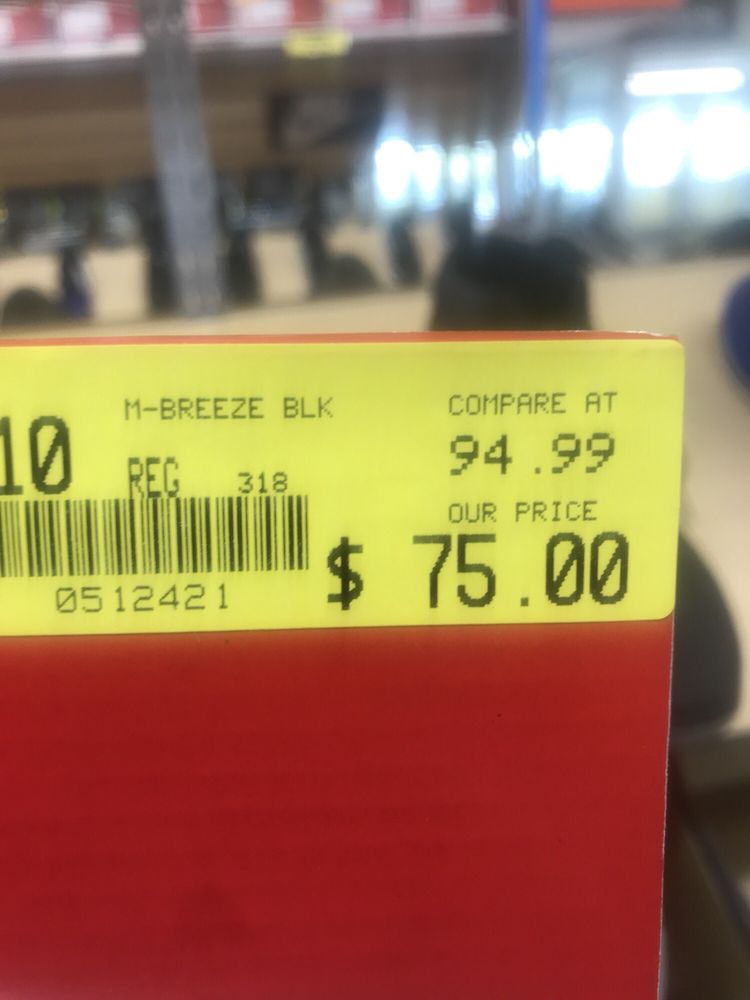 M-BREEZE BLK
COMPARE AT
10
REG 318
94.99
OUR PRICE
$ 75.00
0512421